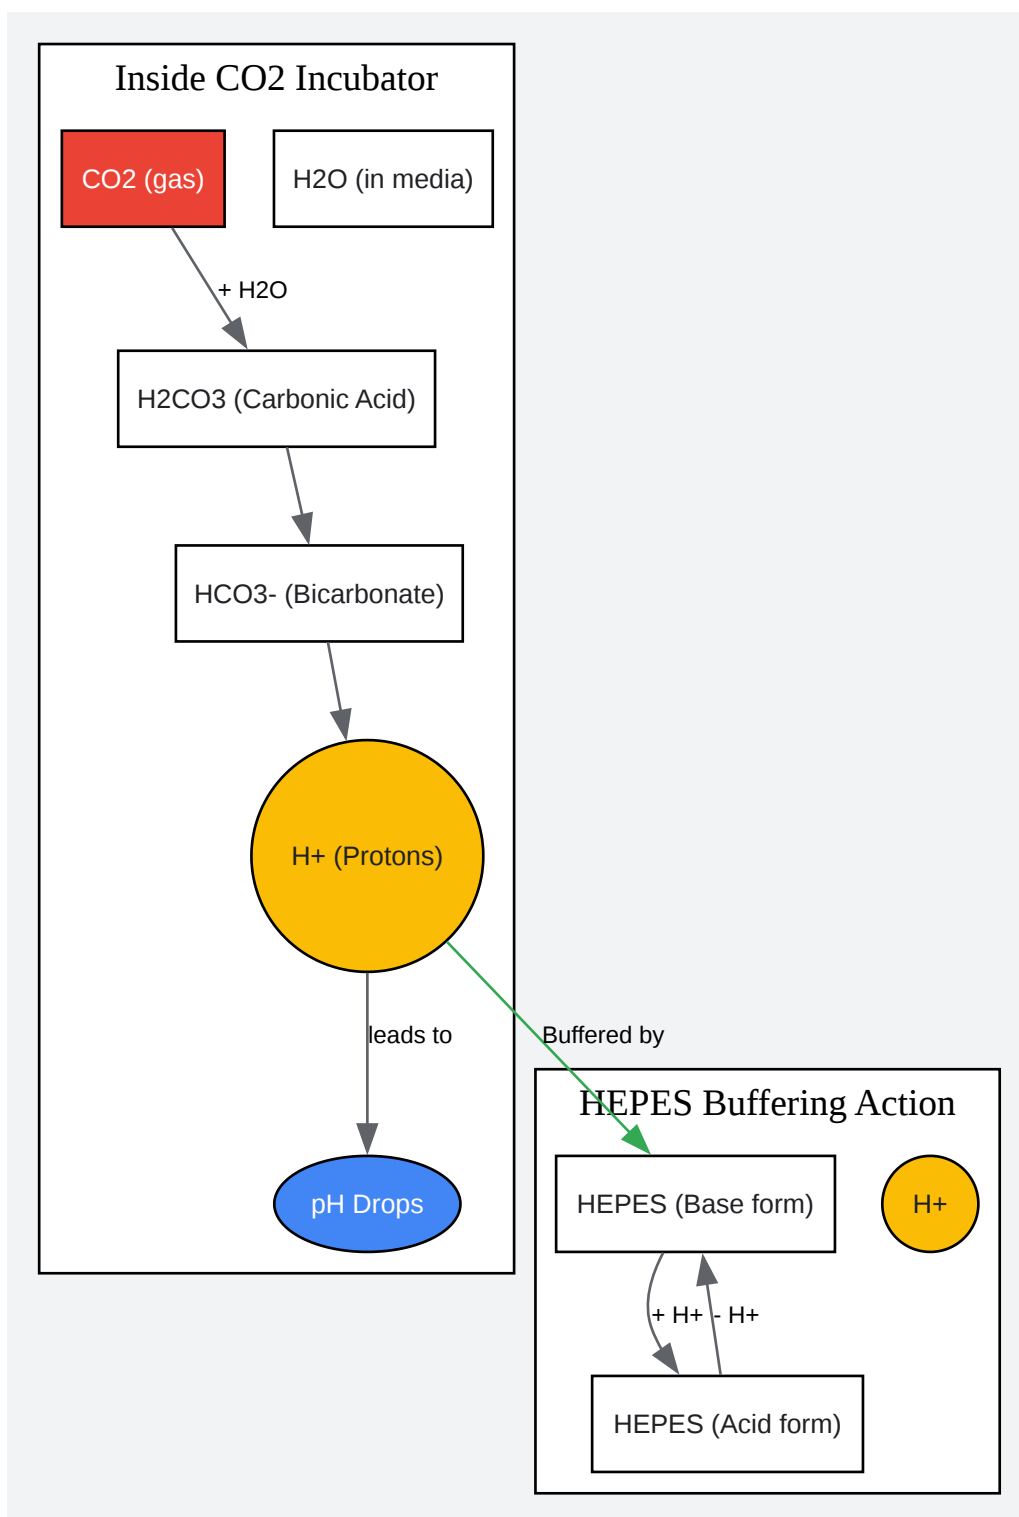 Inside CO2 Incubator
CO2 (gas)
H2O (in media)
+ H2O
H2CO3 (Carbonic Acid)
HCO3- (Bicarbonate)
H+ (Protons)
leads to
Buffered by
pH Drops
HEPES Buffering Action
HEPES (Base form)
H+
+ H+
- H+
HEPES (Acid form)